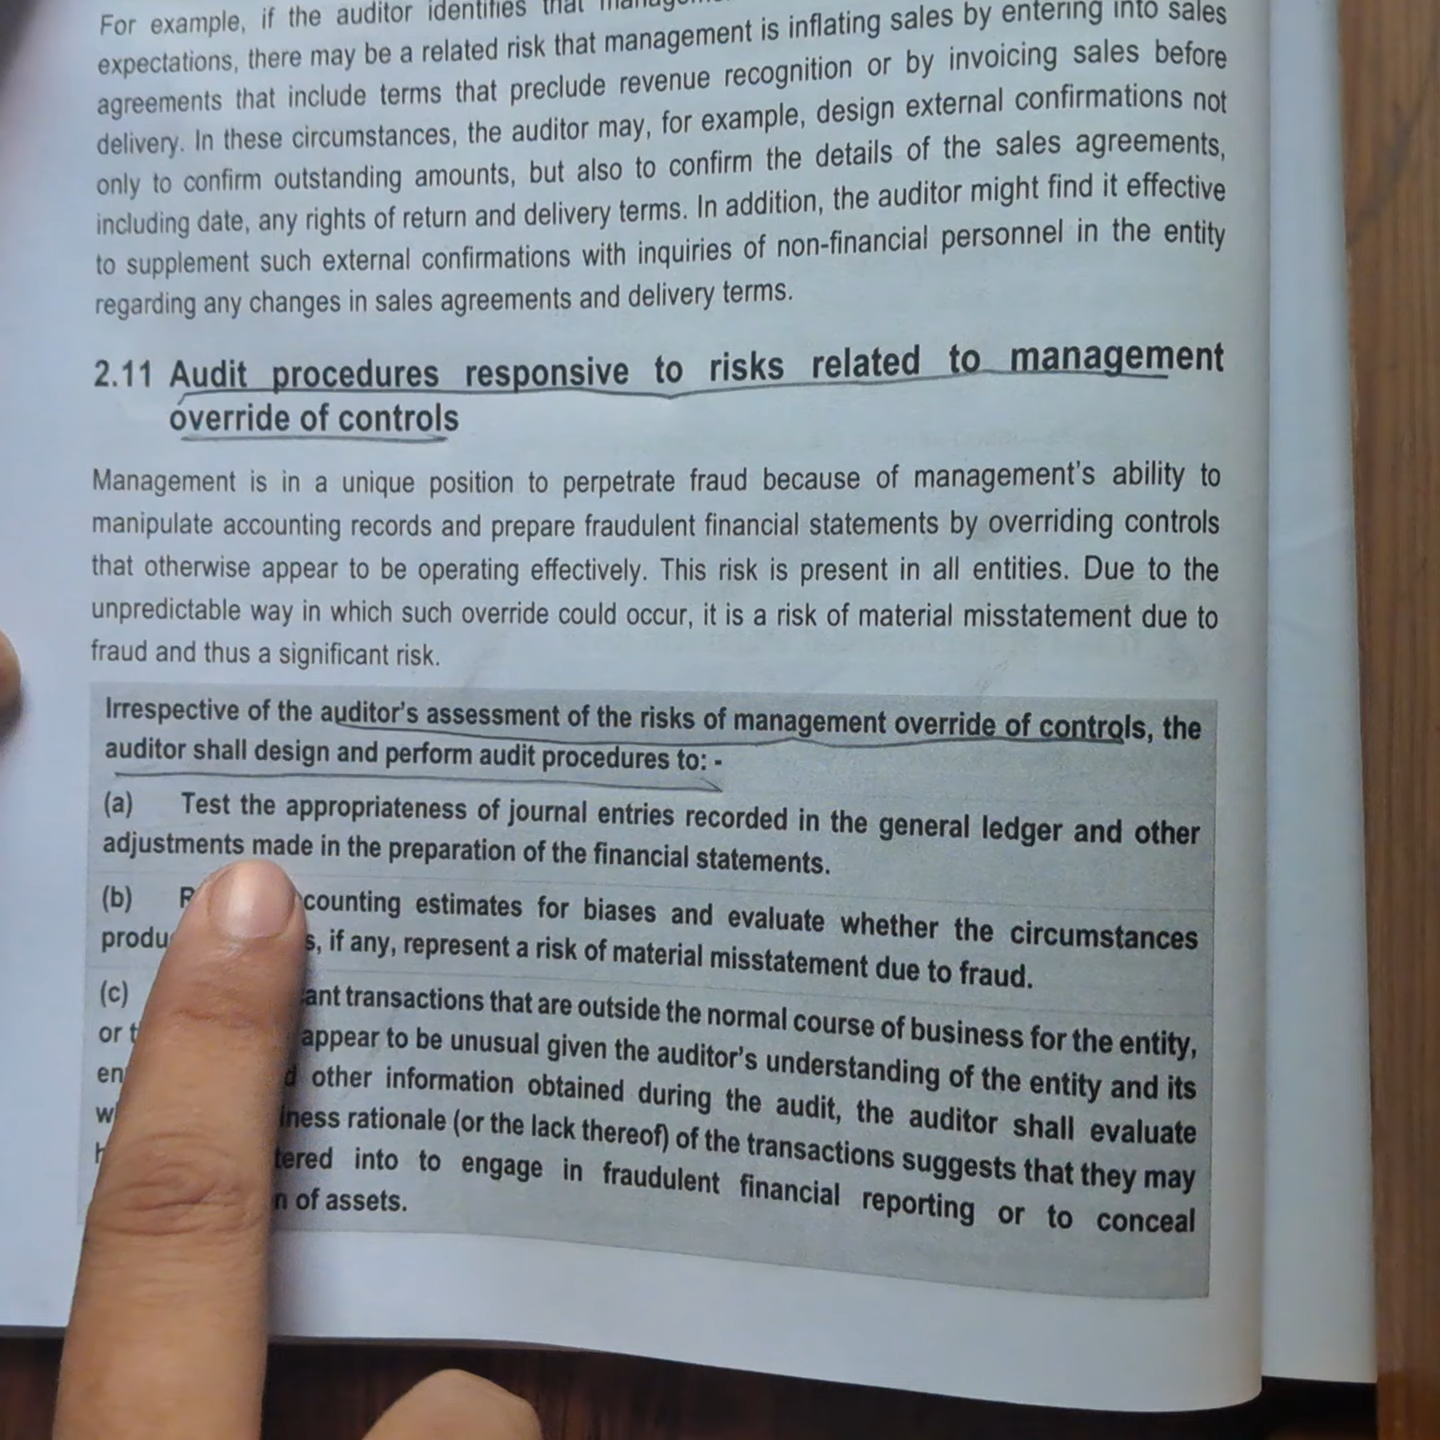 For example, if the auditor identifies that
expectations, there may be a related risk that management is inflating sales by entering into sales
agreements that include terms that preclude revenue recognition or by invoicing sales before
delivery. In these circumstances, the auditor may, for example, design external confirmations not
only to confirm outstanding amounts, but also to confirm the details of the sales agreements,
including date, any rights of return and delivery terms. In addition, the auditor might find it effective
to supplement such external confirmations with inquiries of non-financial personnel in the entity
regarding any changes in sales agreements and delivery terms.
2.11 Audit procedures responsive to risks related to management
override of controls
Management is in a unique position to perpetrate fraud because of management's ability to
manipulate accounting records and prepare fraudulent financial statements by overriding controls
that otherwise appear to be operating effectively. This risk is present in all entities. Due to the
unpredictable way in which such override could occur, it is a risk of material misstatement due to
fraud and thus a significant risk.
Irrespective of the auditor's assessment of the risks of management override of controls, the
auditor shall design and perform audit procedures to: -
(a) Test the appropriateness of journal entries recorded in the general ledger and other
adjustments made in the preparation of the financial statements.
(b) estimates for biases and evaluate whether the circumstances
if any, represent a risk of material misstatement due to fraud.
(c) transactions that are outside the normal course of business for the entity,
or appear to be unusual given the auditor's understanding of the entity and its
other information obtained during the audit, the auditor shall evaluate
rationale (or the lack thereof) of the transactions suggests that they may
into to engage in fraudulent financial reporting or to conceal
of assets.